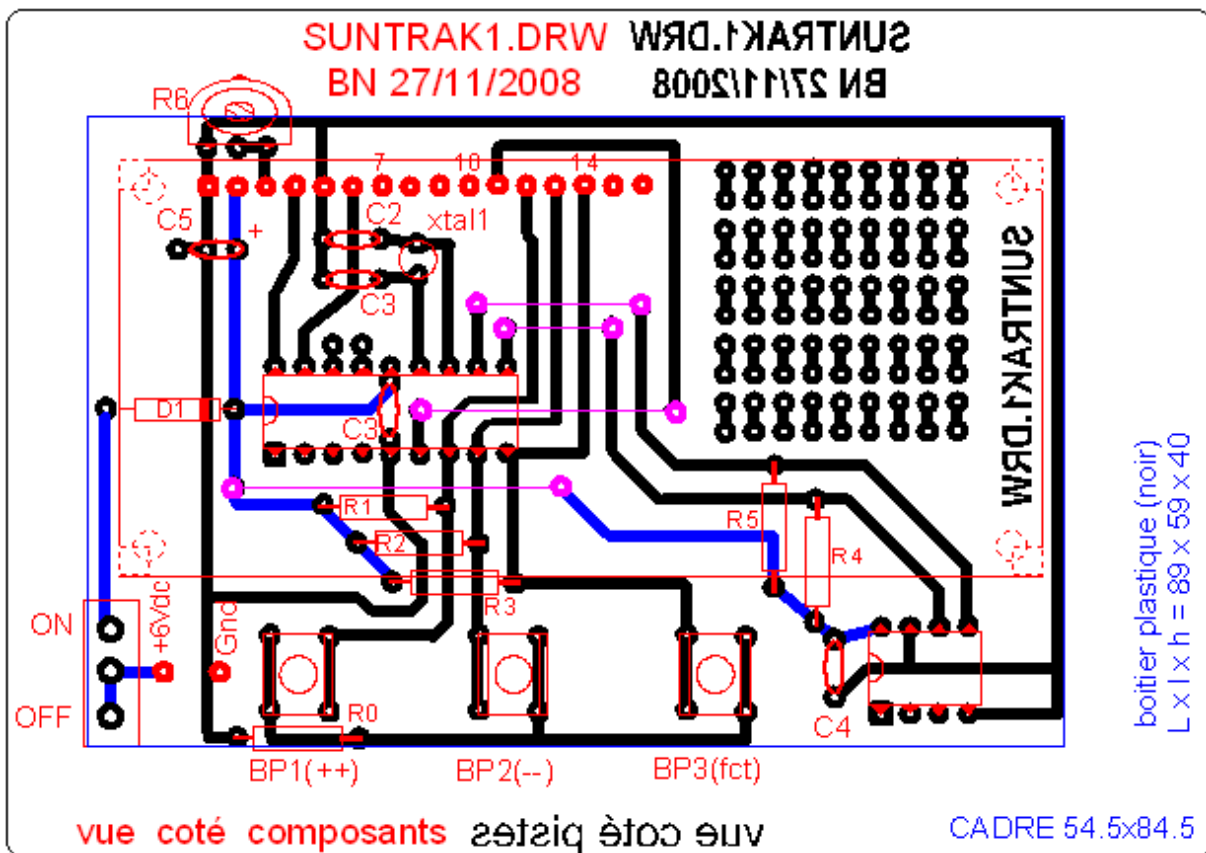 SUNTRAK1.DRW SUNTRAK1.DRW
BN 27/11/2008 BN 27/11/2008
R6
7 10 14
C5 + C2 xtal1
C3
SUNTRAK1.DRW
D1
C3
R1
R2
R3
R5
R4
ON
OFF
+6Vdc
Gnd
R0
C4
BP1(++) BP2(--) BP3(fct)
boitier plastique (noir)
L x l x h = 89 x 59 x 40
vue coté composants vue coté pistes
CADRE 54.5x84.5